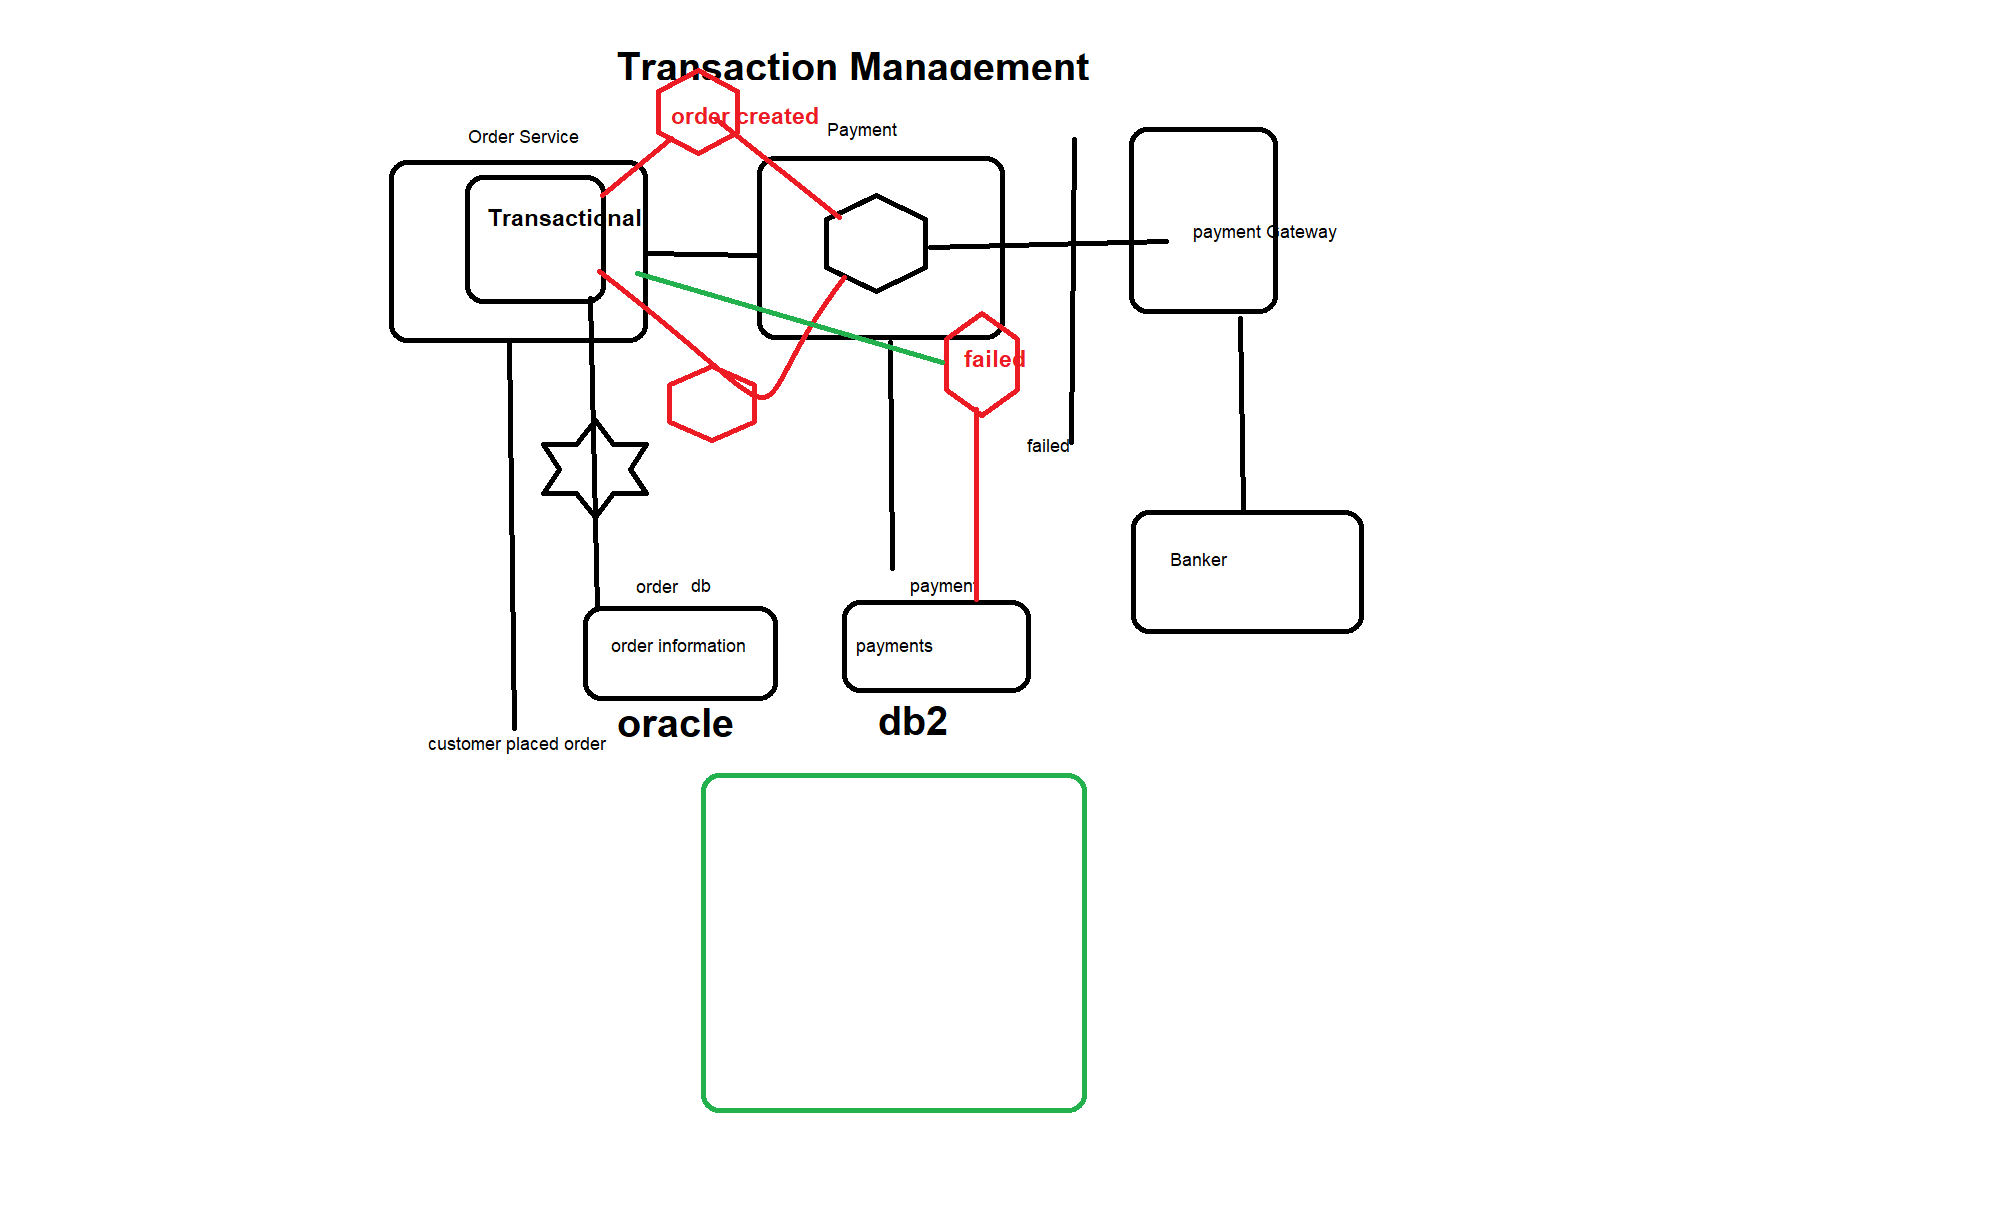 Transaction Management
order created
Payment
Order Service
Transactional
payment Gateway
failed
failed
Banker
order db
payment
order information
payments
oracle
db2
customer placed order